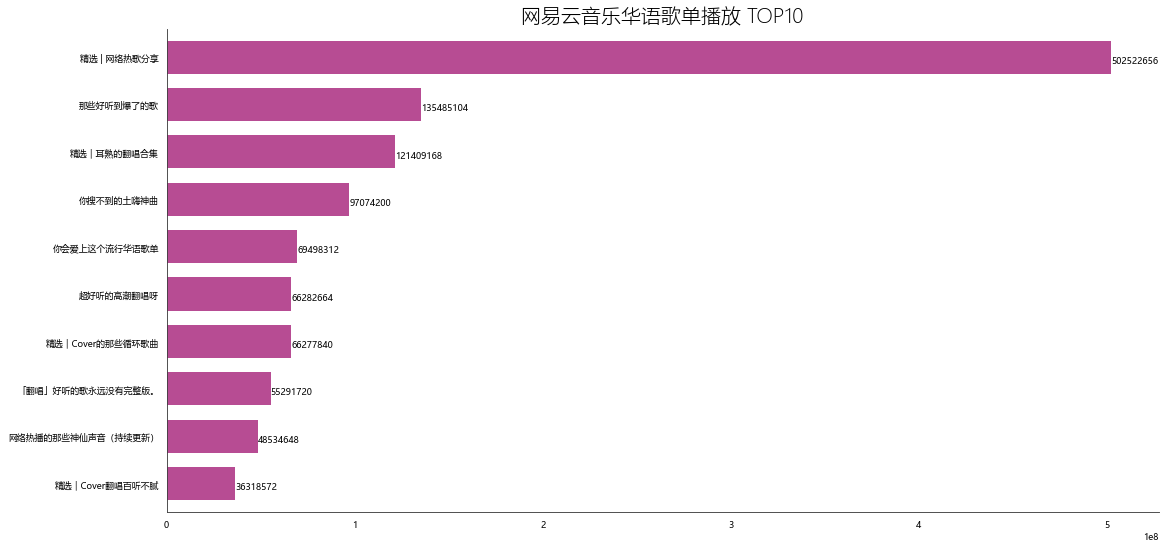 网易云音乐华语歌单播放 TOP10
精选 | 网络热歌分享 502522656
那些好听到爆了的歌 135485104
精选 | 耳熟的翻唱合集 121409168
你搜不到的土嗨神曲 97074200
你会爱上这个流行华语歌单 69498312
超好听的高潮翻唱呀 66282664
精选 | Cover的那些循环歌曲 66277840
「翻唱」好听的歌永远没有完整版。 55291720
网络热播的那些神仙声音（持续更新） 48534648
精选 | Cover翻唱百听不腻 36318572
0 1 2 3 4 5
1e8